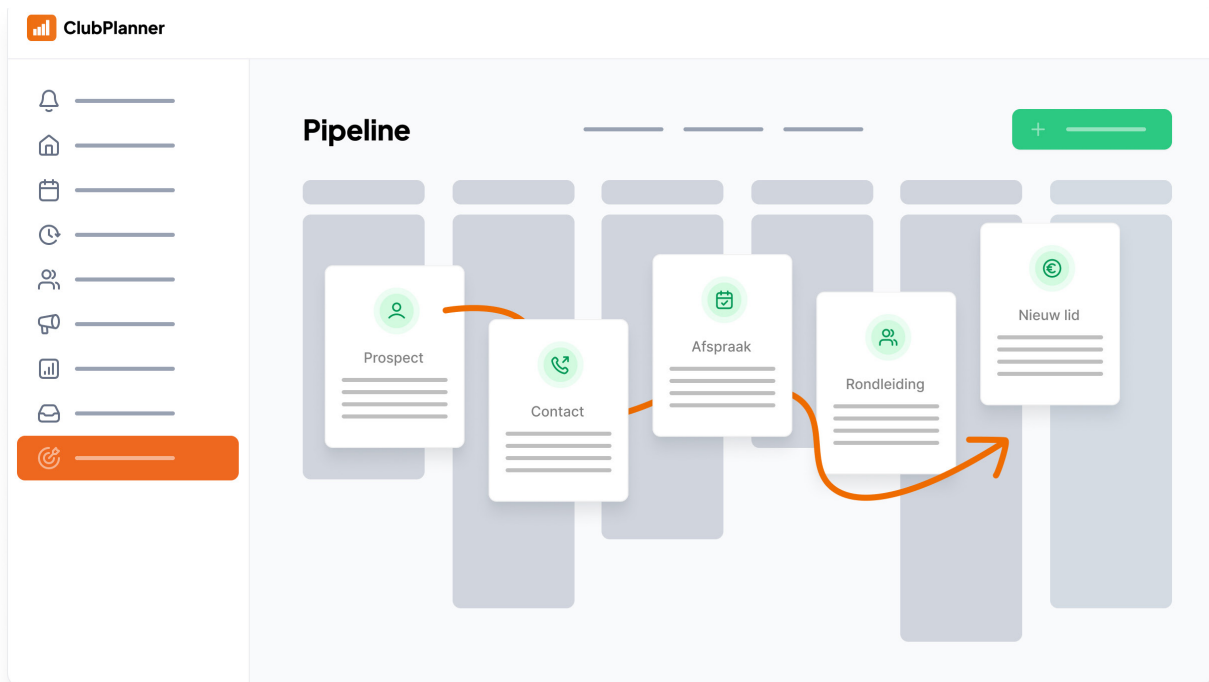 ClubPlanner
Pipeline
Prospect
Contact
Afspraak
Rondleiding
Nieuw lid